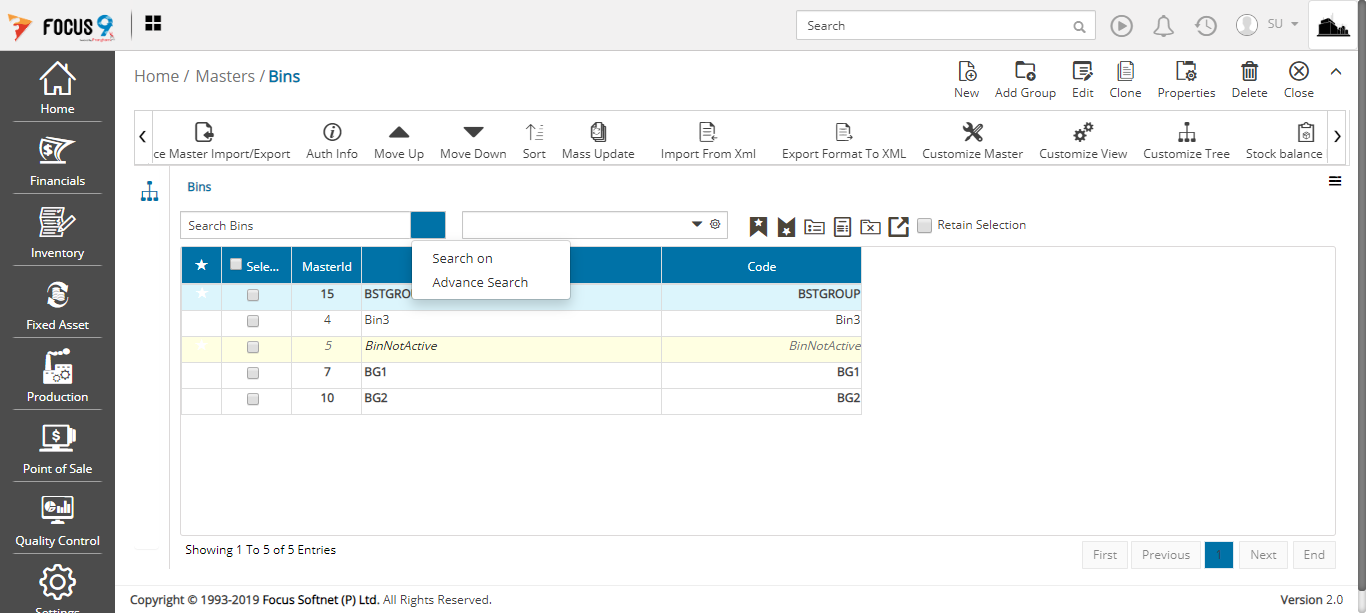 FOCUS 9
Search
SU
Home / Masters / Bins
New
Add Group
Edit
Clone
Properties
Delete
Close
ce Master Import/Export
Auth Info
Move Up
Move Down
Sort
Mass Update
Import From Xml
Export Format To XML
Customize Master
Customize View
Customize Tree
Stock balance
Home
Financials
Inventory
Fixed Asset
Production
Point of Sale
Quality Control
Settings
Bins
Search Bins
Retain Selection
Search on
Advance Search
Sele... MasterId Code
15 BSTGROU BSTGROUP
4 Bin3 Bin3
5 BinNotActive BinNotActive
7 BG1 BG1
10 BG2 BG2
Showing 1 To 5 of 5 Entries
First Previous 1 Next End
Copyright © 1993-2019 Focus Softnet (P) Ltd. All Rights Reserved.
Version 2.0